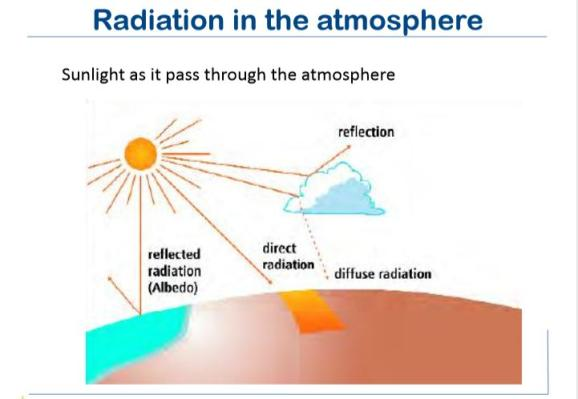 Radiation in the atmosphere
Sunlight as it pass through the atmosphere
reflection
reflected
radiation
(Albedo)
direct
radiation
diffuse radiation